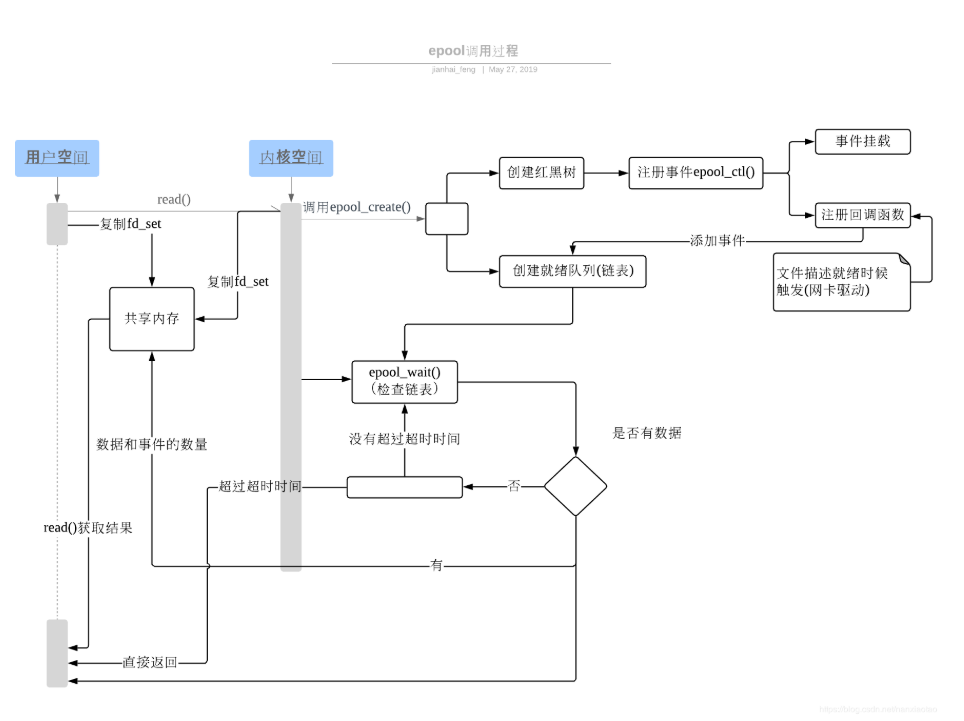 epool调用过程
jianhai_feng | May 27, 2019
事件挂载
用户空间
内核空间
创建红黑树
注册事件epool_ctl()
read()
调用epool_create()
注册回调函数
复制fd_set
添加事件
创建就绪队列(链表)
文件描述就绪时候
触发(网卡驱动)
复制fd_set
共享内存
epool_wait()
（检查链表）
没有超过超时时间
是否有数据
数据和事件的数量
超过超时时间
否
read()获取结果
有
直接返回